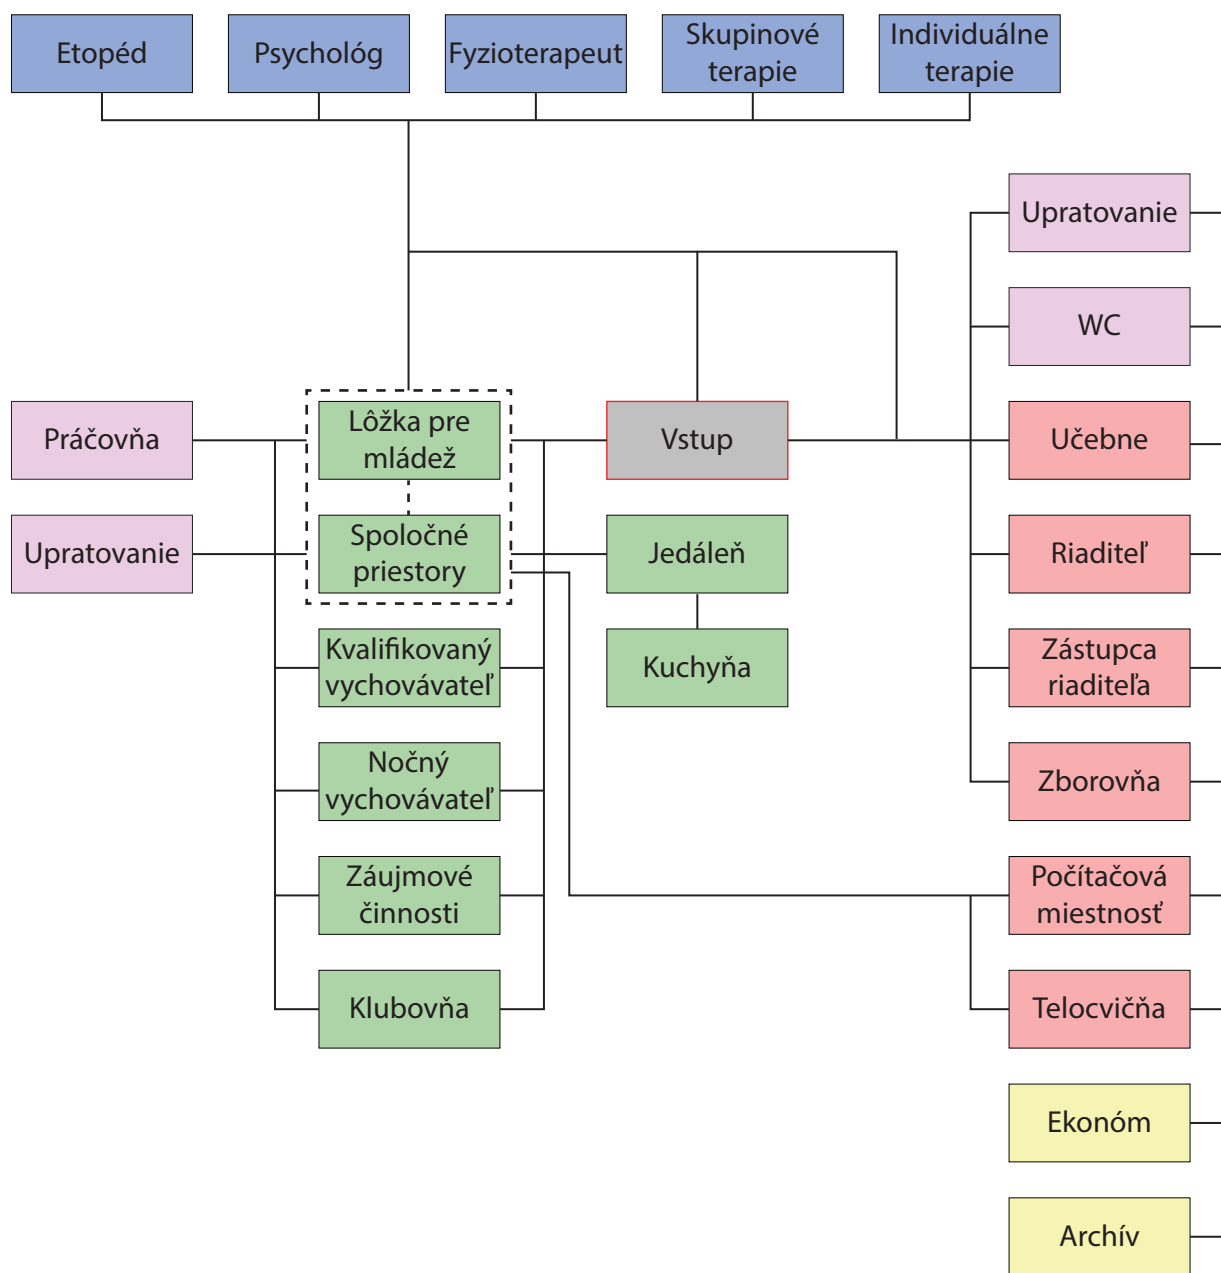 Etopéd
Psychológ
Fyzioterapeut
Skupinové
terapie
Individuálne
terapie
Upratovanie
WC
Práčovňa
Lôžka pre
mládež
Vstup
Učebne
Upratovanie
Spoločné
priestory
Jedáleň
Riaditeľ
Kvalifikovaný
vychovávateľ
Kuchyňa
Zástupca
riaditeľa
Nočný
vychovávateľ
Zborovňa
Záujmové
činnosti
Počítačová
miestnosť
Klubovňa
Telocvičňa
Ekonóm
Archív